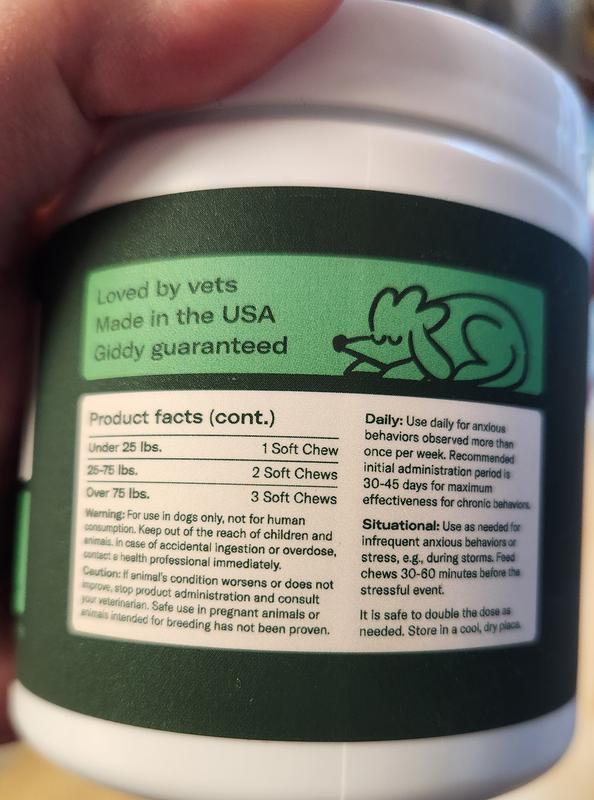 Loved by vets
Made in the USA
Giddy guaranteed
Product facts (cont.)
Under 25 lbs. 1 Soft Chew
25-75 lbs. 2 Soft Chews
Over 75 lbs. 3 Soft Chews
Warning: For use in dogs only, not for human
consumption. Keep out of the reach of children and
animals. In case of accidental ingestion or overdose,
contact a health professional immediately.
Caution: If animal's condition worsens or does not
improve, stop product administration and consult
your veterinarian. Safe use in pregnant animals or
animals intended for breeding has not been proven.
Daily: Use daily for anxious
behaviors observed more than
once per week. Recommended
initial administration period is
30-45 days for maximum
effectiveness for chronic behaviors.
Situational: Use as needed for
infrequent anxious behaviors or
stress, e.g., during storms. Feed
chews 30-60 minutes before the
stressful event.
It is safe to double the dose as
needed. Store in a cool, dry place.